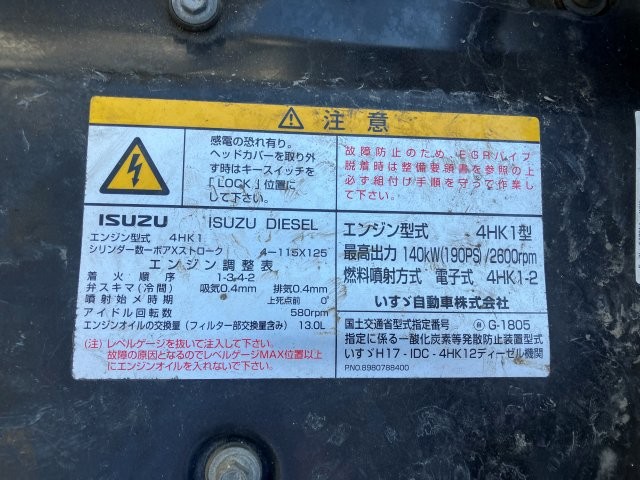 ⚠ 注意
感電の恐れ有り。
ヘッドカバーを取り外
す時はキースイッチを
「LOCK」位置に
して下さい。
故障防止のため、EGRパイプ
脱着時は整備要領書を参照の上
必ず組付け手順を守って作業し
て下さい。
ISUZU ISUZU DIESEL
エンジン型式 4HK1
シリンダー数ーボアXストローク 4-115X125
エンジン調整表
着火順序 1-3-4-2
弁スキマ(冷間) 吸気0.4mm 排気0.4mm
噴射始メ時期 上死点前 0°
アイドル回転数 580rpm
エンジンオイルの交換量(フィルター部交換量含み) 13.0L
(注) レベルゲージを抜いて注入して下さい。
故障の原因となるのでレベルゲージMAX位置以上
にエンジンオイルを入れないで下さい。
エンジン型式 4HK1型
最高出力 140kW(190PS)/2600rpm
燃料噴射方式 電子式 4HK1-2
いすゞ自動車株式会社
国土交通省型式指定番号 G-1805
指定に係る一酸化炭素等発散防止装置型式
いすゞH17-IDC-4HK12ディーゼル機関
PNO.8980788400